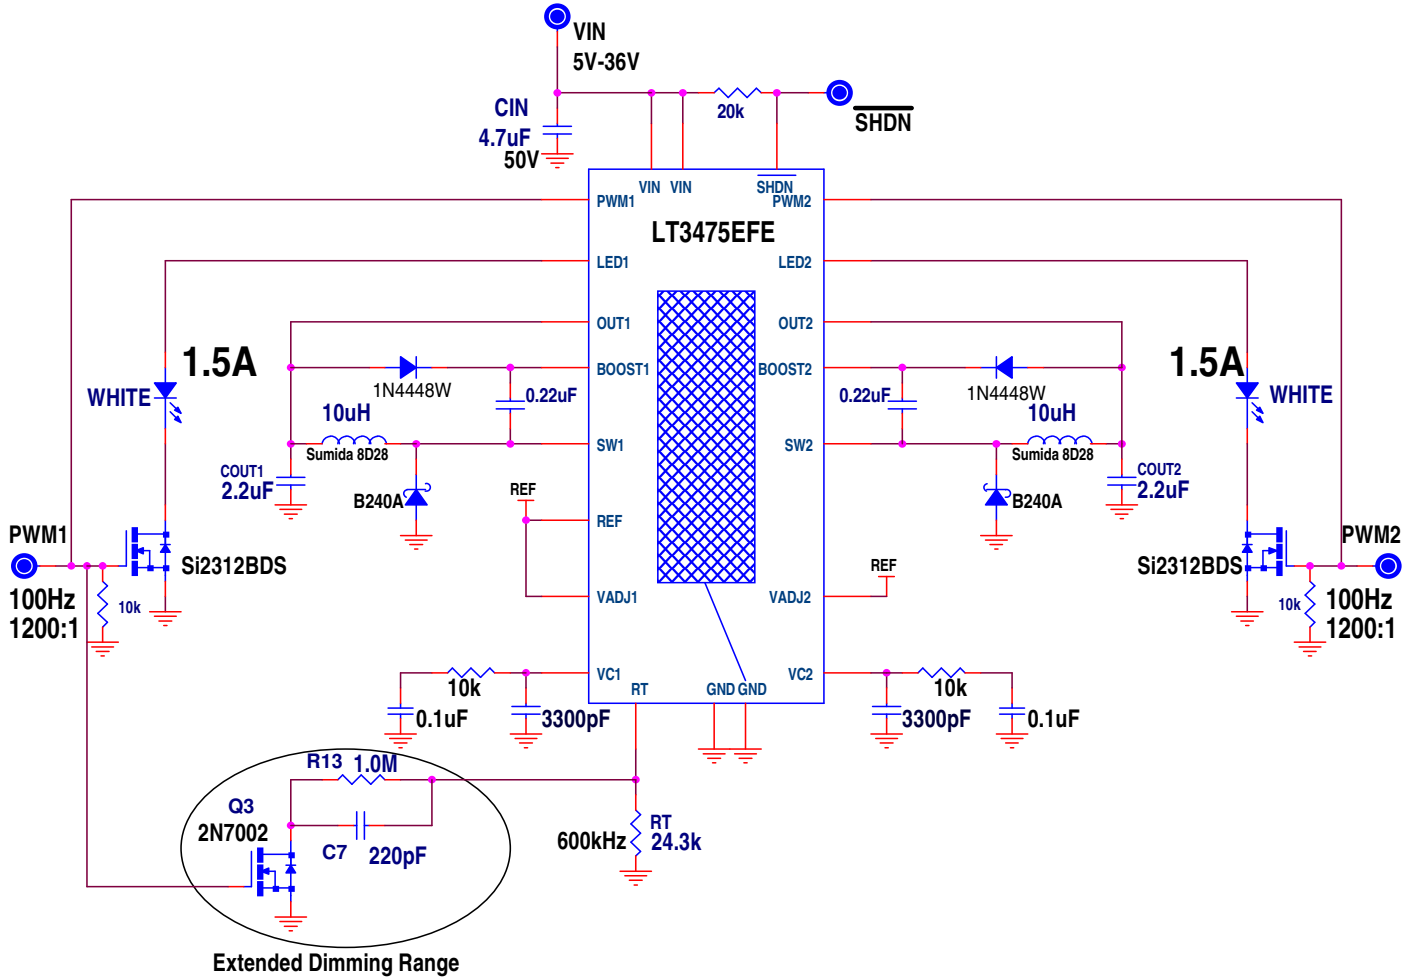 VIN
5V-36V
CIN
4.7uF
50V
20k
SHDN
VIN VIN SHDN
PWM1 PWM2
LT3475EFE
LED1 LED2
OUT1 OUT2
1.5A 1.5A
BOOST1 BOOST2
1N4448W 1N4448W
WHITE 0.22uF 0.22uF WHITE
10uH 10uH
SW1 SW2
Sumida 8D28 Sumida 8D28
COUT1 COUT2
2.2uF 2.2uF
B240A B240A
REF
REF
PWM1 PWM2
Si2312BDS Si2312BDS
REF
100Hz 100Hz
1200:1 1200:1
10k 10k
VADJ1 VADJ2
VC1 VC2
10k 10k
RT GND GND
0.1uF 3300pF 3300pF 0.1uF
R13 1.0M
Q3
2N7002
C7 220pF
600kHz
RT
24.3k
Extended Dimming Range